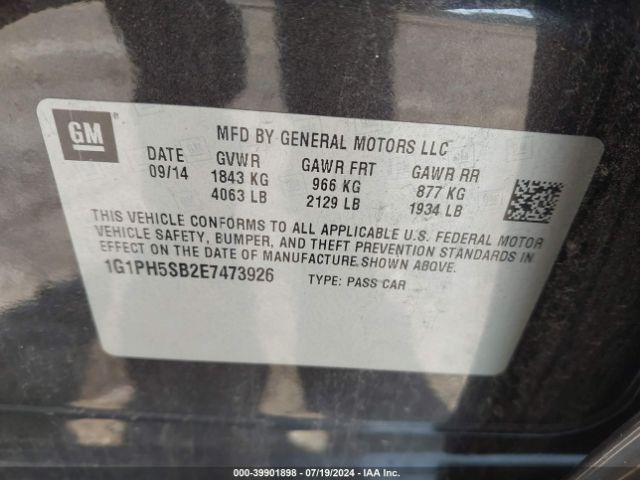 GM ®
MFD BY GENERAL MOTORS LLC
DATE GVWR GAWR FRT GAWR RR
09/14 1843 KG 966 KG 877 KG
4063 LB 2129 LB 1934 LB
THIS VEHICLE CONFORMS TO ALL APPLICABLE U.S. FEDERAL MOTOR
VEHICLE SAFETY, BUMPER, AND THEFT PREVENTION STANDARDS IN
EFFECT ON THE DATE OF MANUFACTURE SHOWN ABOVE.
1G1PH5SB2E7473926 TYPE: PASS CAR
000-39901898 - 07/19/2024 - IAA Inc.